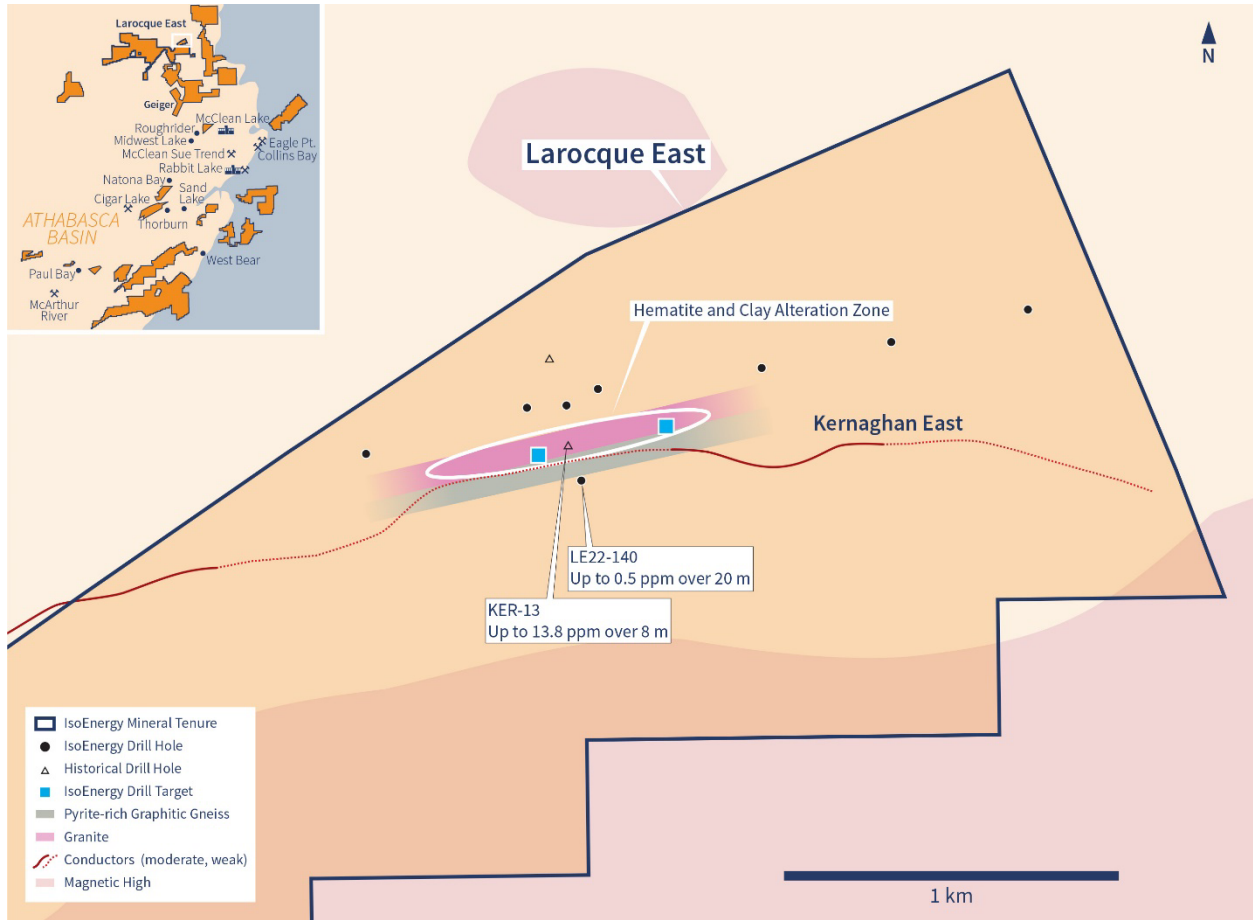 Larocque East
Geiger
McClean Lake
Roughrider
Midwest Lake
McClean Sue Trend
Eagle Pt.
Collins Bay
Rabbit Lake
Natona Bay
Sand
Lake
Cigar Lake
Thorburn
ATHABASCA
BASIN
West Bear
Paul Bay
McArthur
River
N
Larocque East
Hematite and Clay Alteration Zone
Kernaghan East
LE22-140
Up to 0.5 ppm over 20 m
KER-13
Up to 13.8 ppm over 8 m
IsoEnergy Mineral Tenure
IsoEnergy Drill Hole
Historical Drill Hole
IsoEnergy Drill Target
Pyrite-rich Graphitic Gneiss
Granite
Conductors (moderate, weak)
Magnetic High
1 km